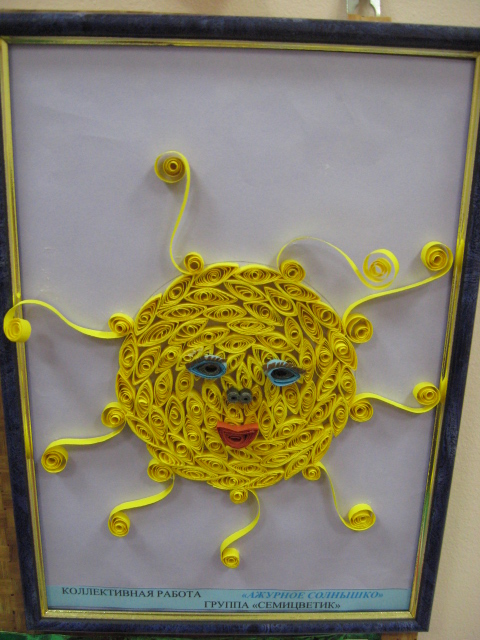 КОЛЛЕКТИВНАЯ РАБОТА «АЖУРНОЕ СОЛНЫШКО»
ГРУППА «СЕМИЦВЕТИК»